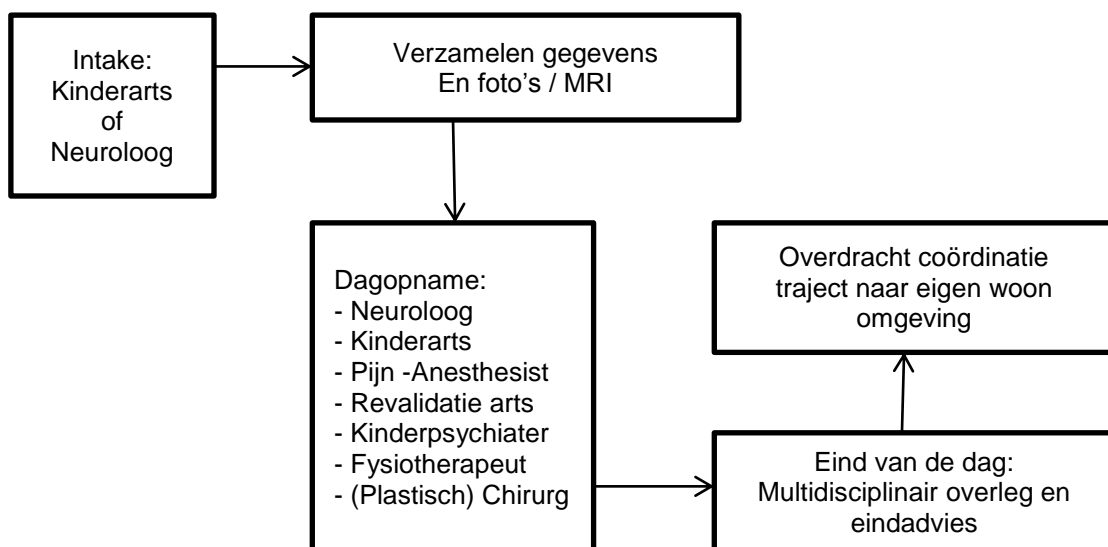 Intake:
Kinderarts
of
Neuroloog
Verzamelen gegevens
En foto’s / MRI
Dagopname:
- Neuroloog
- Kinderarts
- Pijn -Anesthesist
- Revalidatie arts
- Kinderpsychiater
- Fysiotherapeut
- (Plastisch) Chirurg
Eind van de dag:
Multidisciplinair overleg en
eindadvies
Overdracht coördinatie
traject naar eigen woon
omgeving